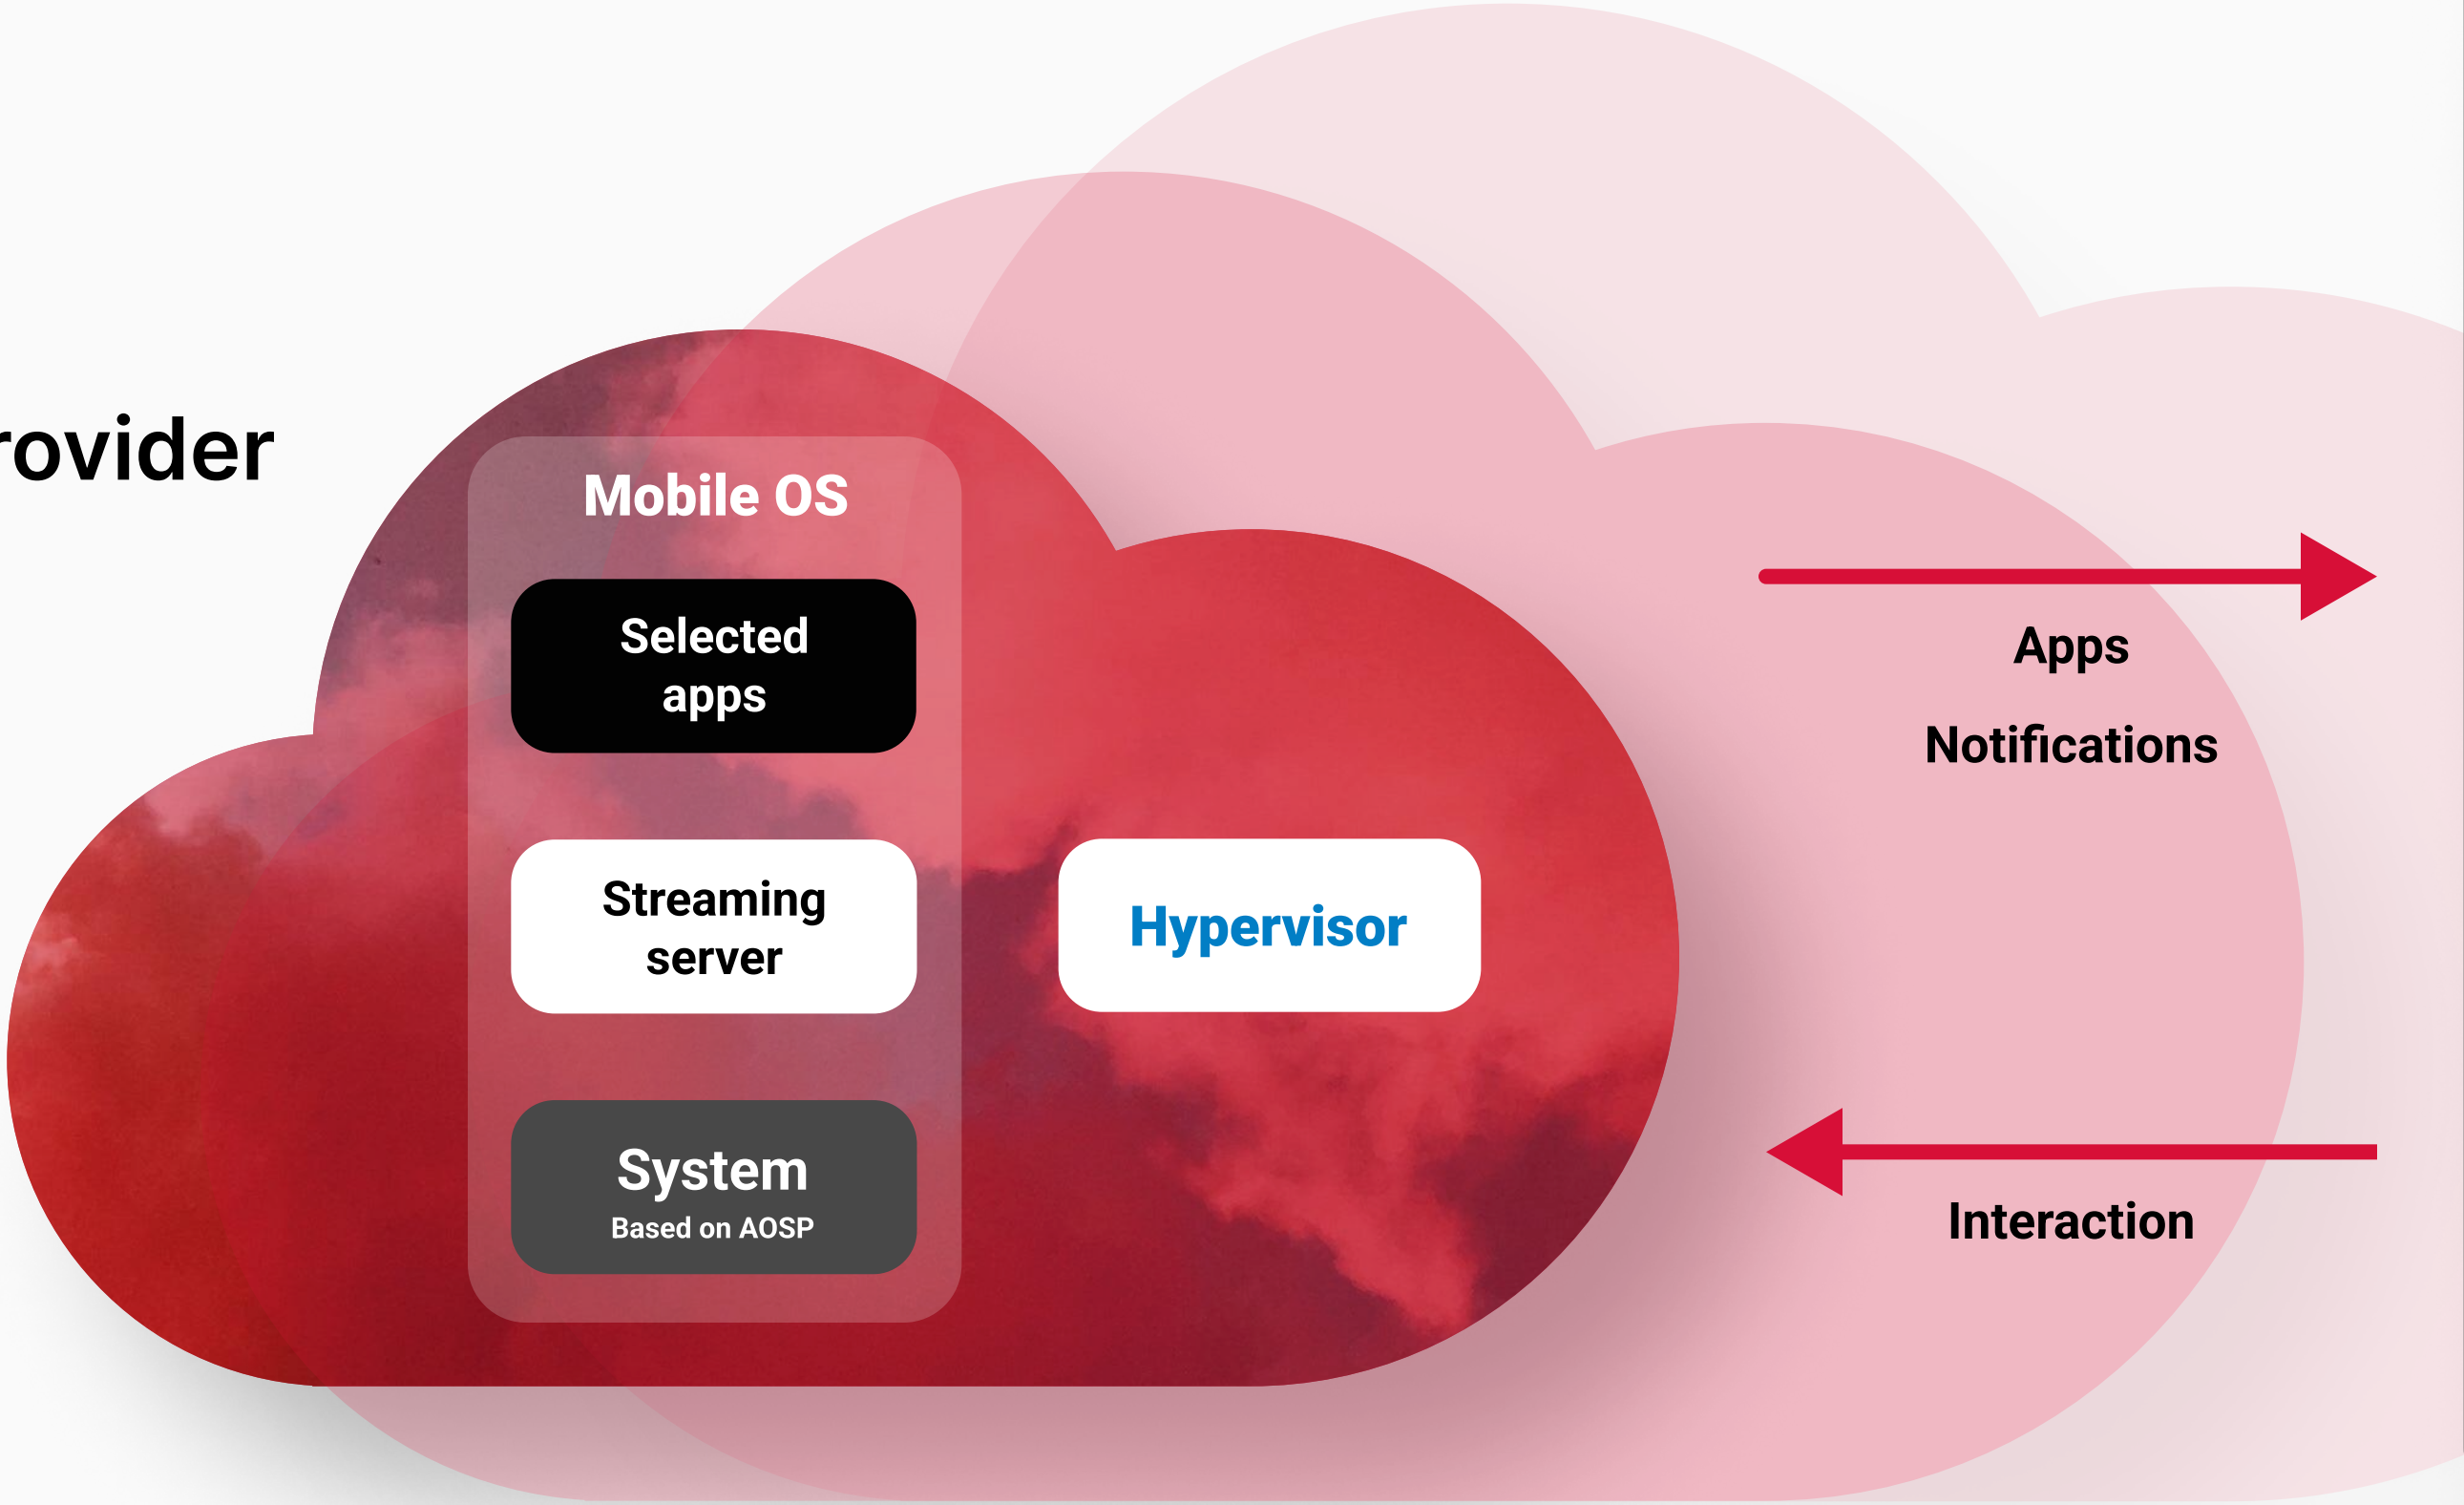 rovider
Mobile OS
Selected
apps
Streaming
server
System
Based on AOSP
Hypervisor
Apps
Notifications
Interaction